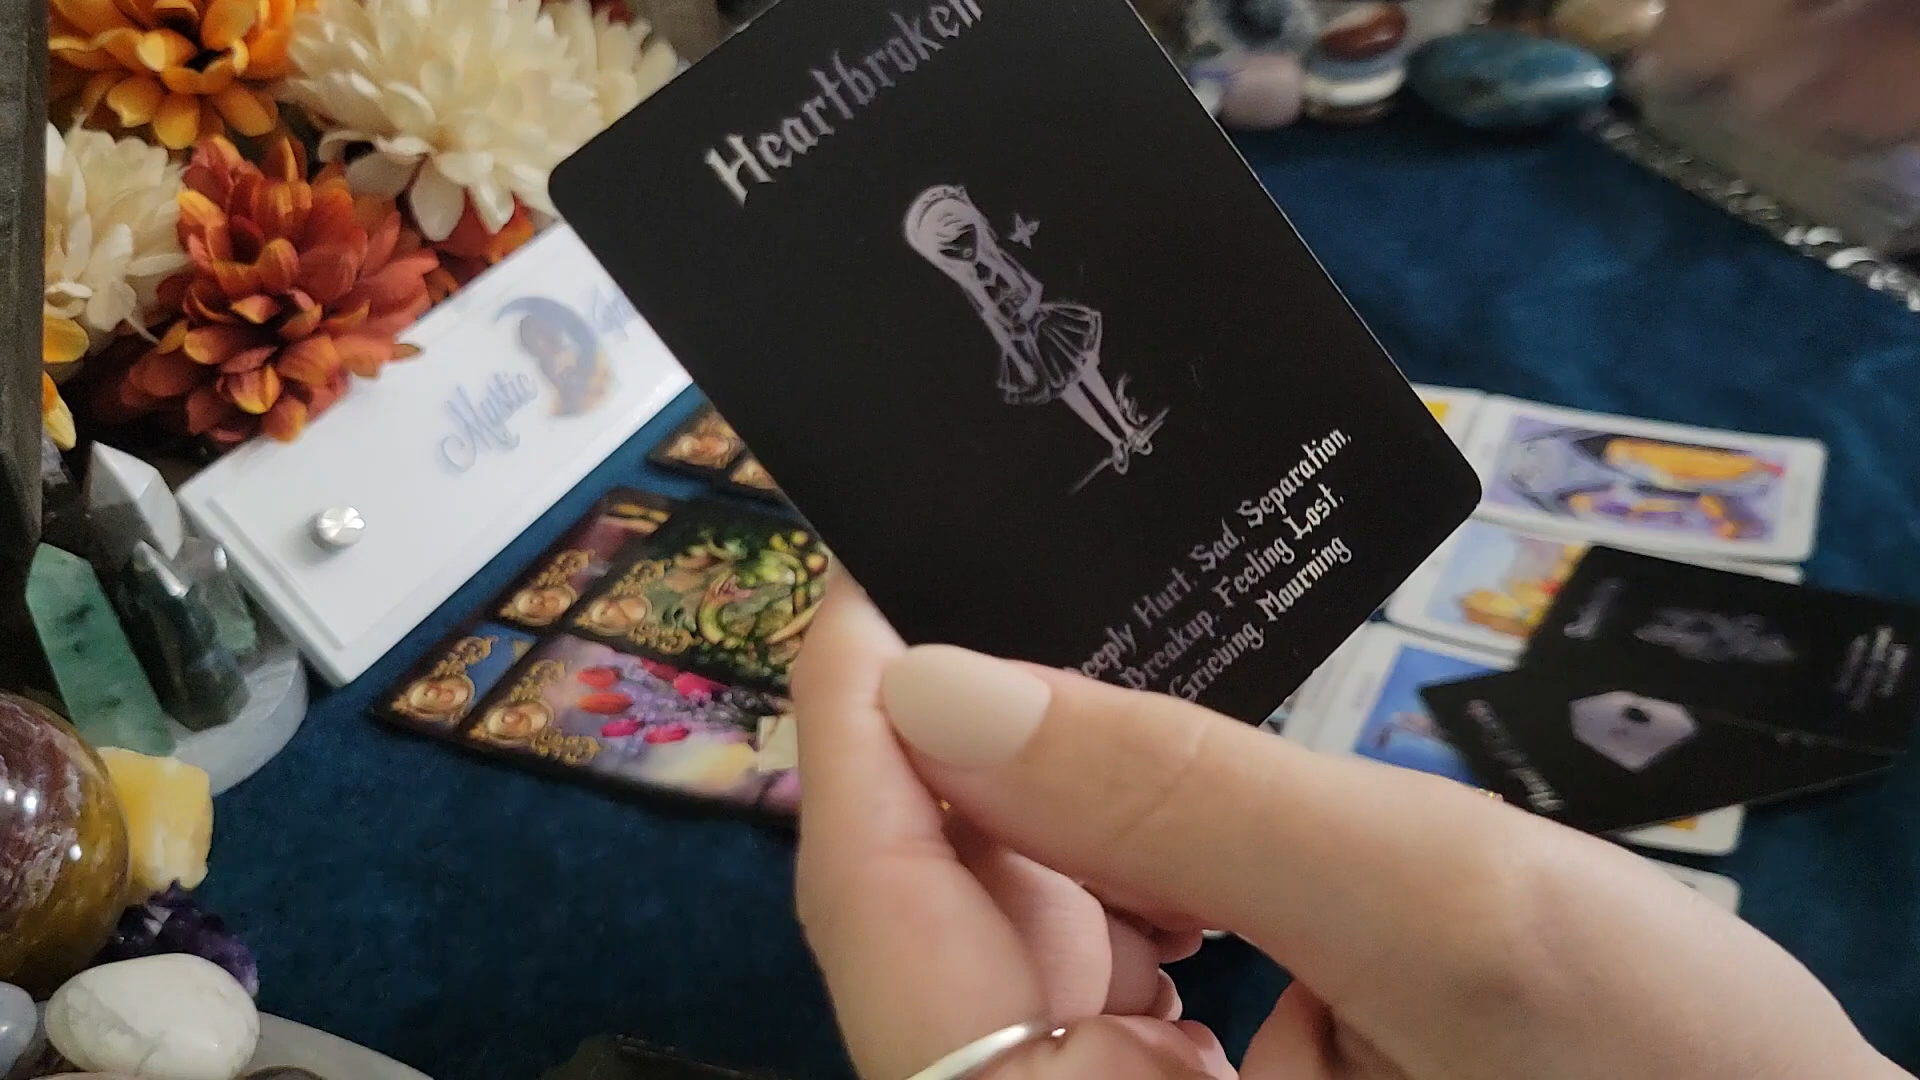 Heartbroken
Deeply Hurt, Sad, Separation,
Breakup, Feeling Lost,
Grieving, Mourning
Mystic